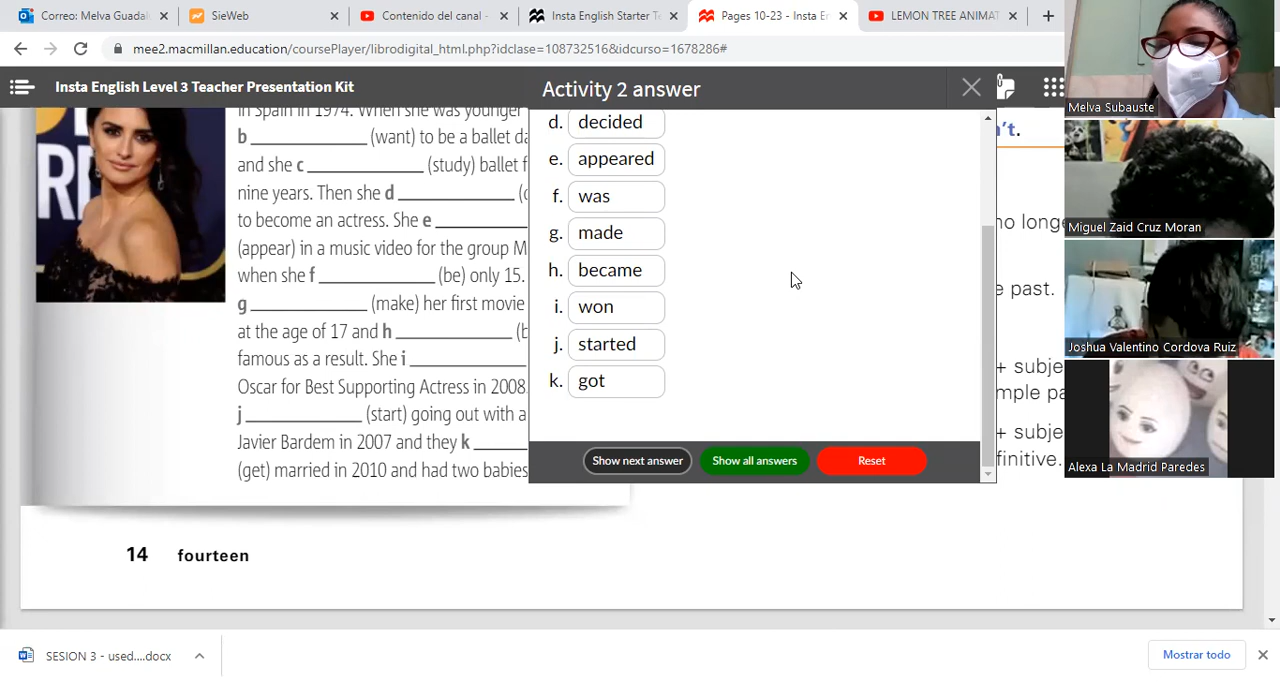 Correo: Melva Guadal
SieWeb
Contenido del canal -
Insta English Starter Te
Pages 10-23 - Insta En
LEMON TREE ANIMAT
mee2.macmillan.education/coursePlayer/librodigital_html.php?idclase=108732516&idcurso=1678286#
Insta English Level 3 Teacher Presentation Kit
Activity 2 answer
in Spain in 1974. When she was younger
b (want) to be a ballet da
and she c (study) ballet f
nine years. Then she d (
to become an actress. She e
(appear) in a music video for the group M
when she f (be) only 15.
g (make) her first movie
at the age of 17 and h (b
famous as a result. She i
Oscar for Best Supporting Actress in 2008.
j (start) going out with a
Javier Bardem in 2007 and they k
(get) married in 2010 and had two babies
14 fourteen
d. decided
e. appeared
f. was
g. made
h. became
i. won
j. started
k. got
Show next answer
Show all answers
Reset
n't.
no longe
e past.
+ subje
mple pa
+ subje
finitive.
Melva Subauste
Miguel Zaid Cruz Moran
Joshua Valentino Cordova Ruiz
Alexa La Madrid Paredes
SESION 3 - used....docx
Mostrar todo